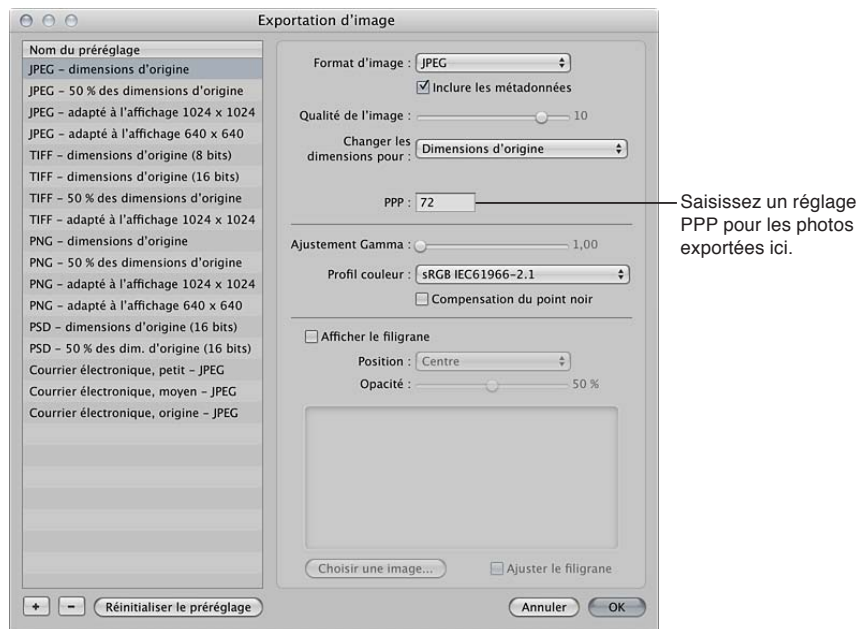 Exportation d'image
Nom du préréglage
JPEG – dimensions d'origine
JPEG – 50 % des dimensions d'origine
JPEG – adapté à l'affichage 1024 x 1024
JPEG – adapté à l'affichage 640 x 640
TIFF – dimensions d'origine (8 bits)
TIFF – dimensions d'origine (16 bits)
TIFF – 50 % des dimensions d'origine
TIFF – adapté à l'affichage 1024 x 1024
PNG – dimensions d'origine
PNG – 50 % des dimensions d'origine
PNG – adapté à l'affichage 1024 x 1024
PNG – adapté à l'affichage 640 x 640
PSD – dimensions d'origine (16 bits)
PSD – 50 % des dim. d'origine (16 bits)
Courrier électronique, petit – JPEG
Courrier électronique, moyen – JPEG
Courrier électronique, origine – JPEG
Format d'image : JPEG
Inclure les métadonnées
Qualité de l'image : 10
Changer les
dimensions pour : Dimensions d'origine
PPP : 72
Ajustement Gamma : 1,00
Profil couleur : sRGB IEC61966-2.1
Compensation du point noir
Afficher le filigrane
Position : Centre
Opacité : 50 %
Choisir une image... Ajuster le filigrane
+ – Réinitialiser le préréglage
Annuler OK
Saisissez un réglage
PPP pour les photos
exportées ici.